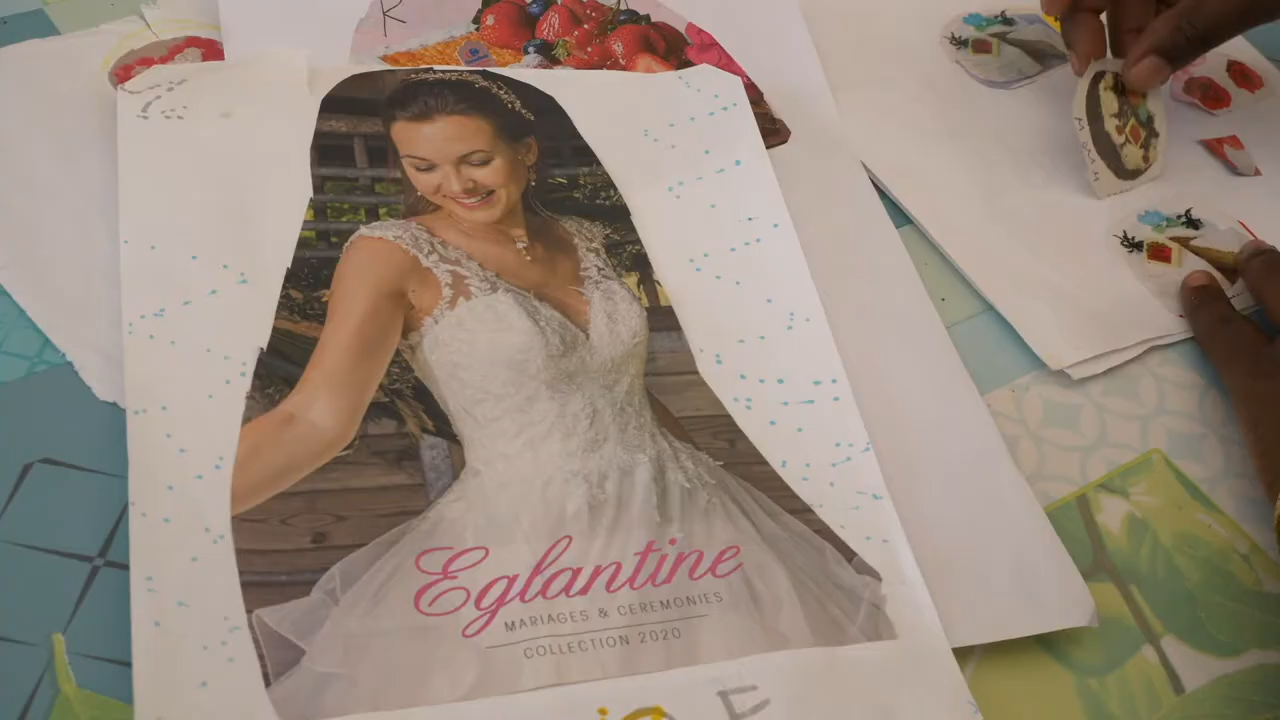 K
Eglantine
MARIAGES & CEREMONIES
COLLECTION 2020
E